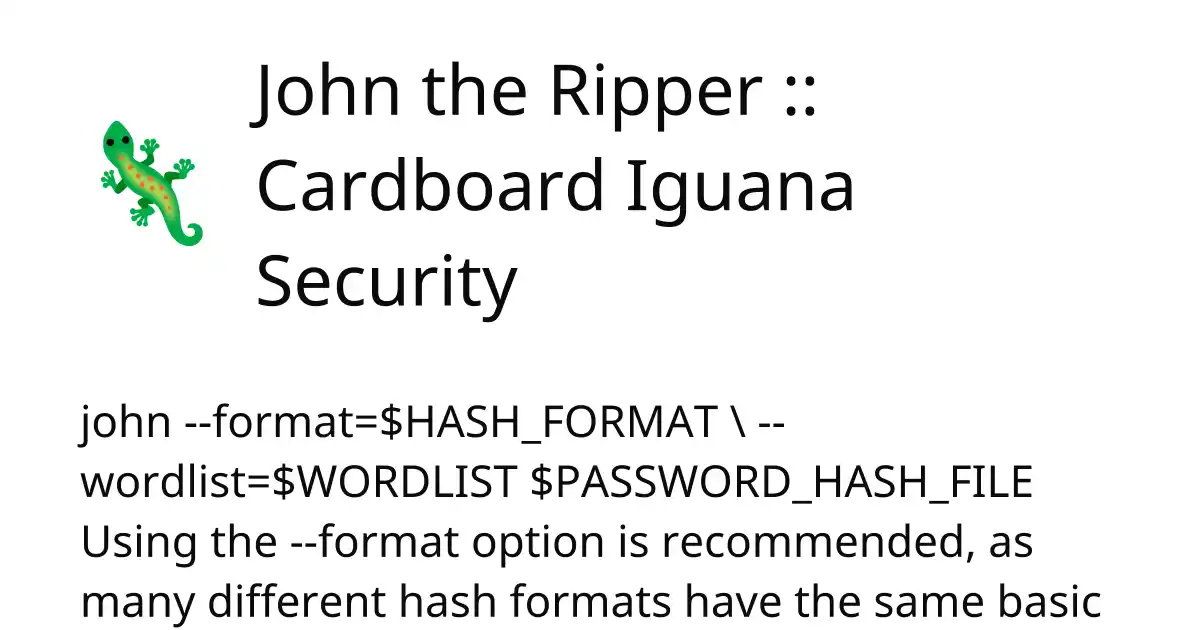 John the Ripper ::
Cardboard Iguana
Security
john --format=$HASH_FORMAT \ --
wordlist=$WORDLIST $PASSWORD_HASH_FILE
Using the --format option is recommended, as
many different hash formats have the same basic